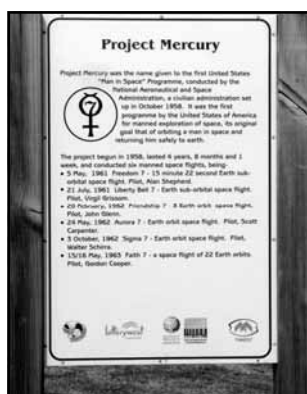 Project Mercury
Project Mercury was the name given to the first United States
"Man in Space" Programme, conducted by the
National Aeronautical and Space
Administration, a civilian administration set
up in October 1958. It was the first
programme by the United States of America
for manned exploration of space, its original
goal that of orbiting a man in space and
returning him safely to earth.
The project begun in 1958, lasted 4 years, 8 months and 1
week, and conducted six manned space flights, being-
• 5 May, 1961 Freedom 7 - 15 minute 22 second Earth sub-
orbital space flight. Pilot, Alan Shepherd.
• 21 July, 1961 Liberty Bell 7 - Earth sub-orbital space flight.
Pilot, Virgil Grissom.
• 20 February, 1962 Friendship 7 - 3 Earth orbit space flight.
Pilot, John Glenn.
• 24 May, 1962 Aurora 7 - Earth orbit space flight. Pilot, Scott
Carpenter.
• 3 October, 1962 Sigma 7 - Earth orbit space flight. Pilot,
Walter Schirra.
• 15/16 May, 1963 Faith 7 - a space flight of 22 Earth orbits.
Pilot, Gordon Cooper.
lotterywest